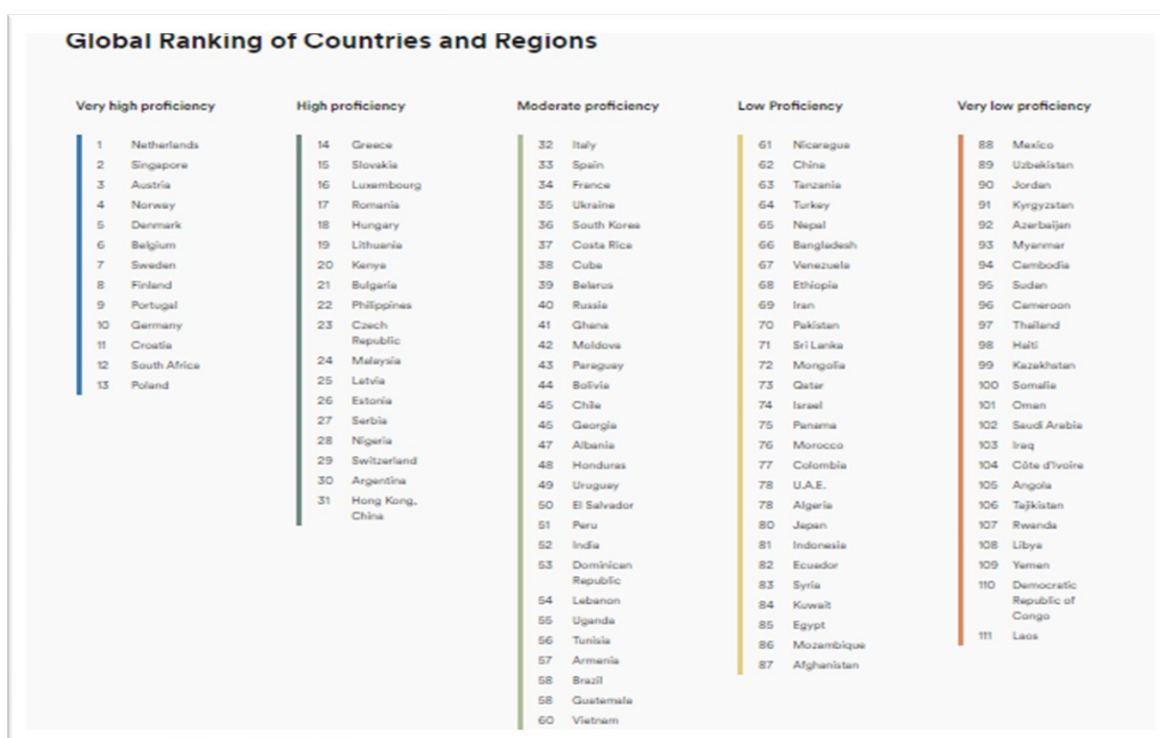 Global Ranking of Countries and Regions
Very high proficiency
1 Netherlands
2 Singapore
3 Austria
4 Norway
5 Denmark
6 Belgium
7 Sweden
8 Finland
9 Portugal
10 Germany
11 Croatia
12 South Africa
13 Poland
High proficiency
14 Greece
15 Slovakia
16 Luxembourg
17 Romania
18 Hungary
19 Lithuania
20 Kenya
21 Bulgaria
22 Philippines
23 Czech
Republic
24 Malaysia
25 Latvia
26 Estonia
27 Serbia
28 Nigeria
29 Switzerland
30 Argentina
31 Hong Kong,
China
Moderate proficiency
32 Italy
33 Spain
34 France
35 Ukraine
36 South Korea
37 Costa Rica
38 Cuba
39 Belarus
40 Russia
41 Ghana
42 Moldova
43 Paraguay
44 Bolivia
45 Chile
45 Georgia
47 Albania
48 Honduras
49 Uruguay
50 El Salvador
51 Peru
52 India
53 Dominican
Republic
54 Lebanon
55 Uganda
56 Tunisia
57 Armenia
58 Brazil
58 Guatemala
60 Vietnam
Low Proficiency
61 Nicaragua
62 China
63 Tanzania
64 Turkey
65 Nepal
66 Bangladesh
67 Venezuela
68 Ethiopia
69 Iran
70 Pakistan
71 Sri Lanka
72 Mongolia
73 Qatar
74 Israel
75 Panama
76 Morocco
77 Colombia
78 U.A.E.
78 Algeria
80 Japan
81 Indonesia
82 Ecuador
83 Syria
84 Kuwait
85 Egypt
86 Mozambique
87 Afghanistan
Very low proficiency
88 Mexico
89 Uzbekistan
90 Jordan
91 Kyrgyzstan
92 Azerbaijan
93 Myanmar
94 Cambodia
95 Sudan
96 Cameroon
97 Thailand
98 Haiti
99 Kazakhstan
100 Somalia
101 Oman
102 Saudi Arabia
103 Iraq
104 Côte d'Ivoire
105 Angola
106 Tajikistan
107 Rwanda
108 Libya
109 Yemen
110 Democratic
Republic of
Congo
111 Laos